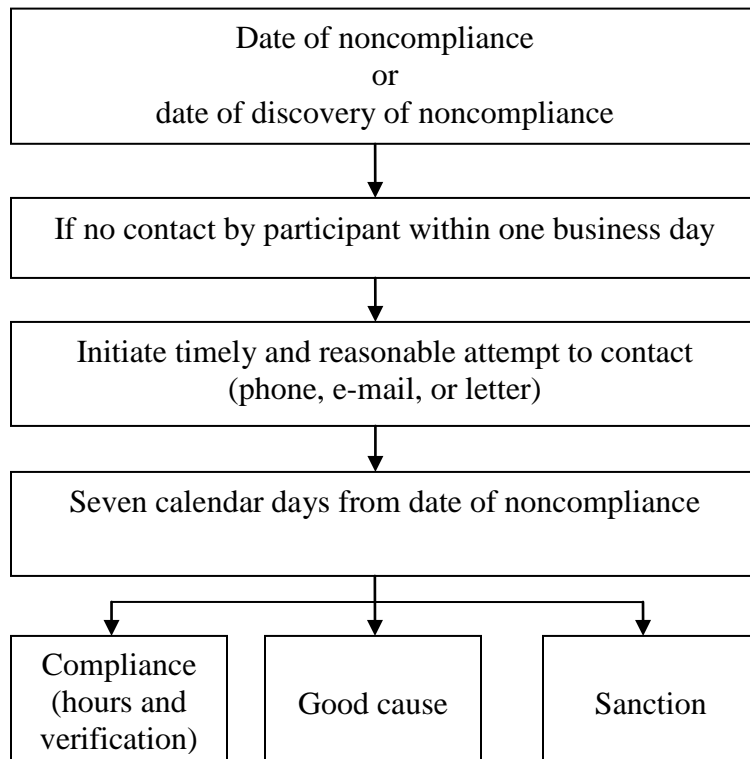 Date of noncompliance
or
date of discovery of noncompliance
If no contact by participant within one business day
Initiate timely and reasonable attempt to contact
(phone, e-mail, or letter)
Seven calendar days from date of noncompliance
Compliance
(hours and
verification)
Good cause
Sanction